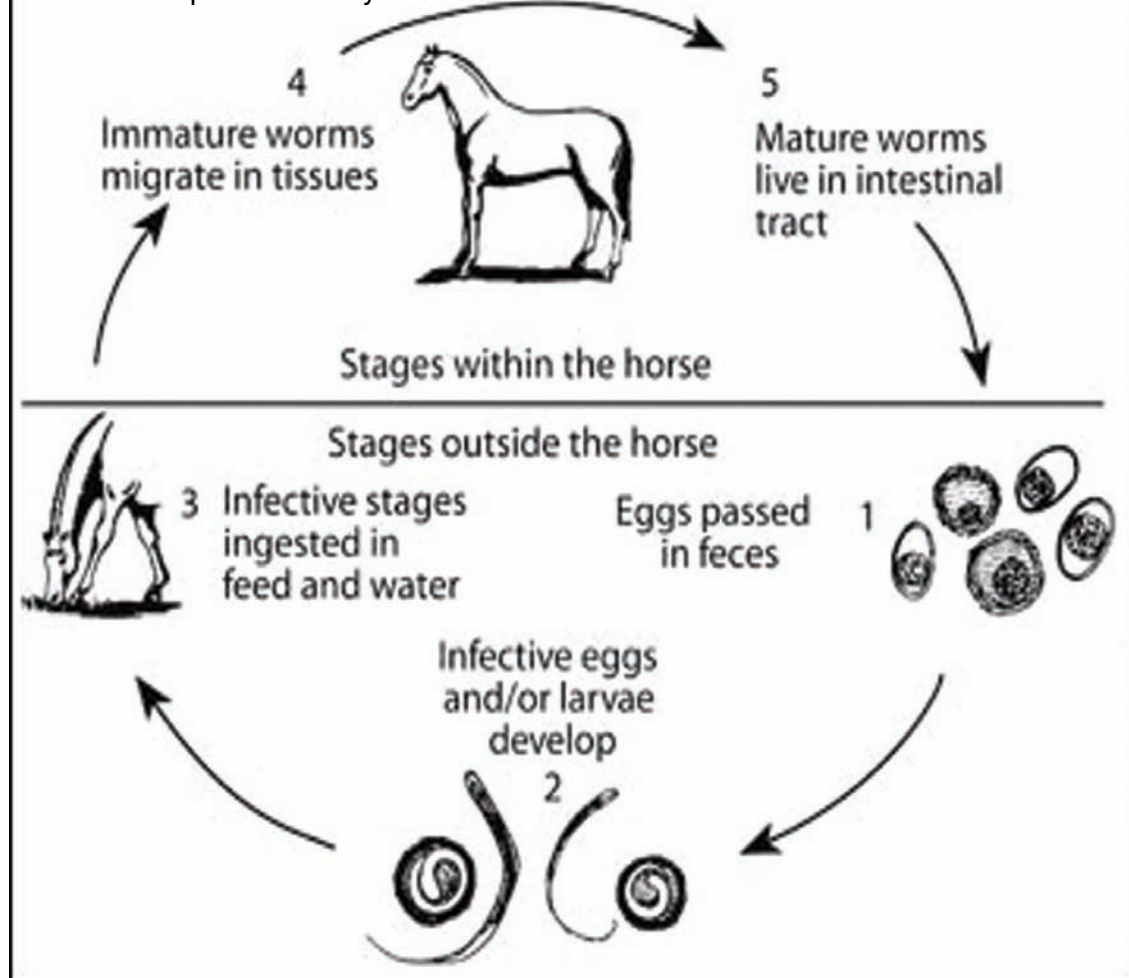 4
Immature worms
migrate in tissues
5
Mature worms
live in intestinal
tract
Stages within the horse
Stages outside the horse
3 Infective stages
ingested in
feed and water
Eggs passed 1
in feces
Infective eggs
and/or larvae
develop
2